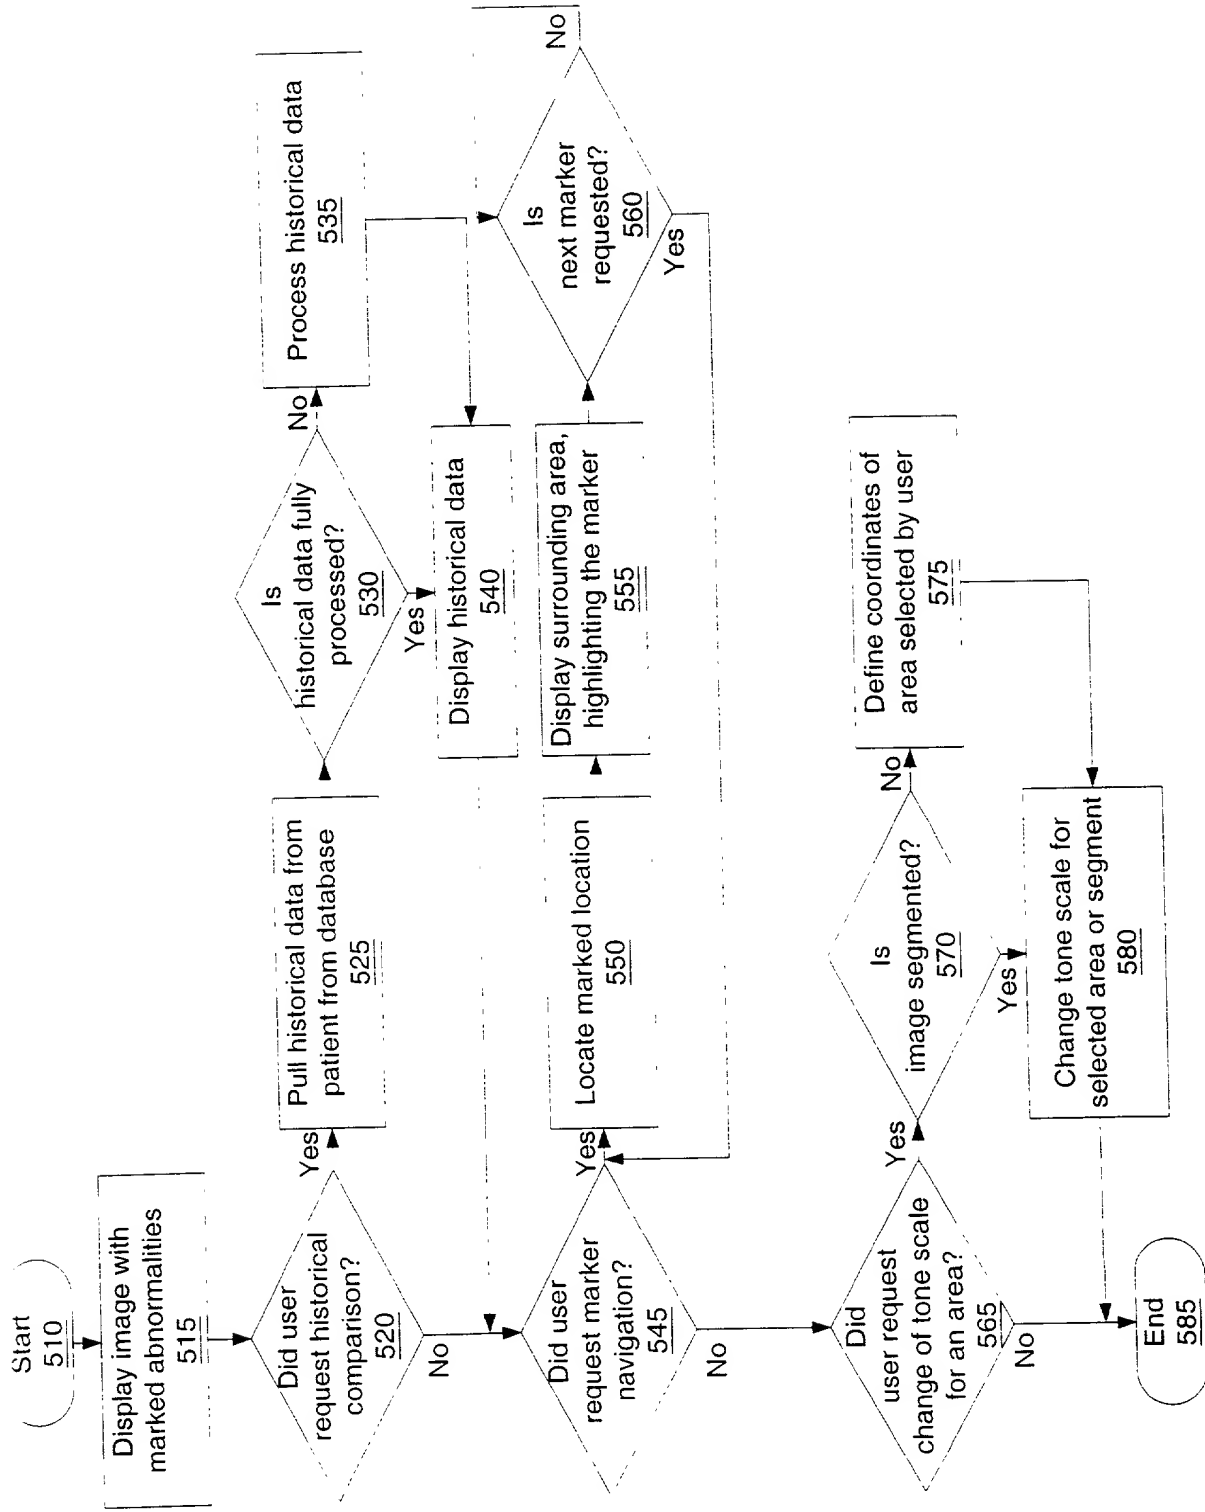 Start
510
Display image with
marked abnormalities
515
Did user
request historical
comparison?
520
Yes
No
Pull historical data from
patient from database
525
Is
historical data fully
processed?
530
No
Yes
Process historical data
535
Display historical data
540
Did user
request marker
navigation?
545
Yes
No
Locate marked location
550
Display surrounding area,
highlighting the marker
555
Is
next marker
requested?
560
No
Yes
Did
user request
change of tone scale
for an area?
565
Yes
No
Is
image segmented?
570
No
Yes
Define coordinates of
area selected by user
575
Change tone scale for
selected area or segment
580
End
585